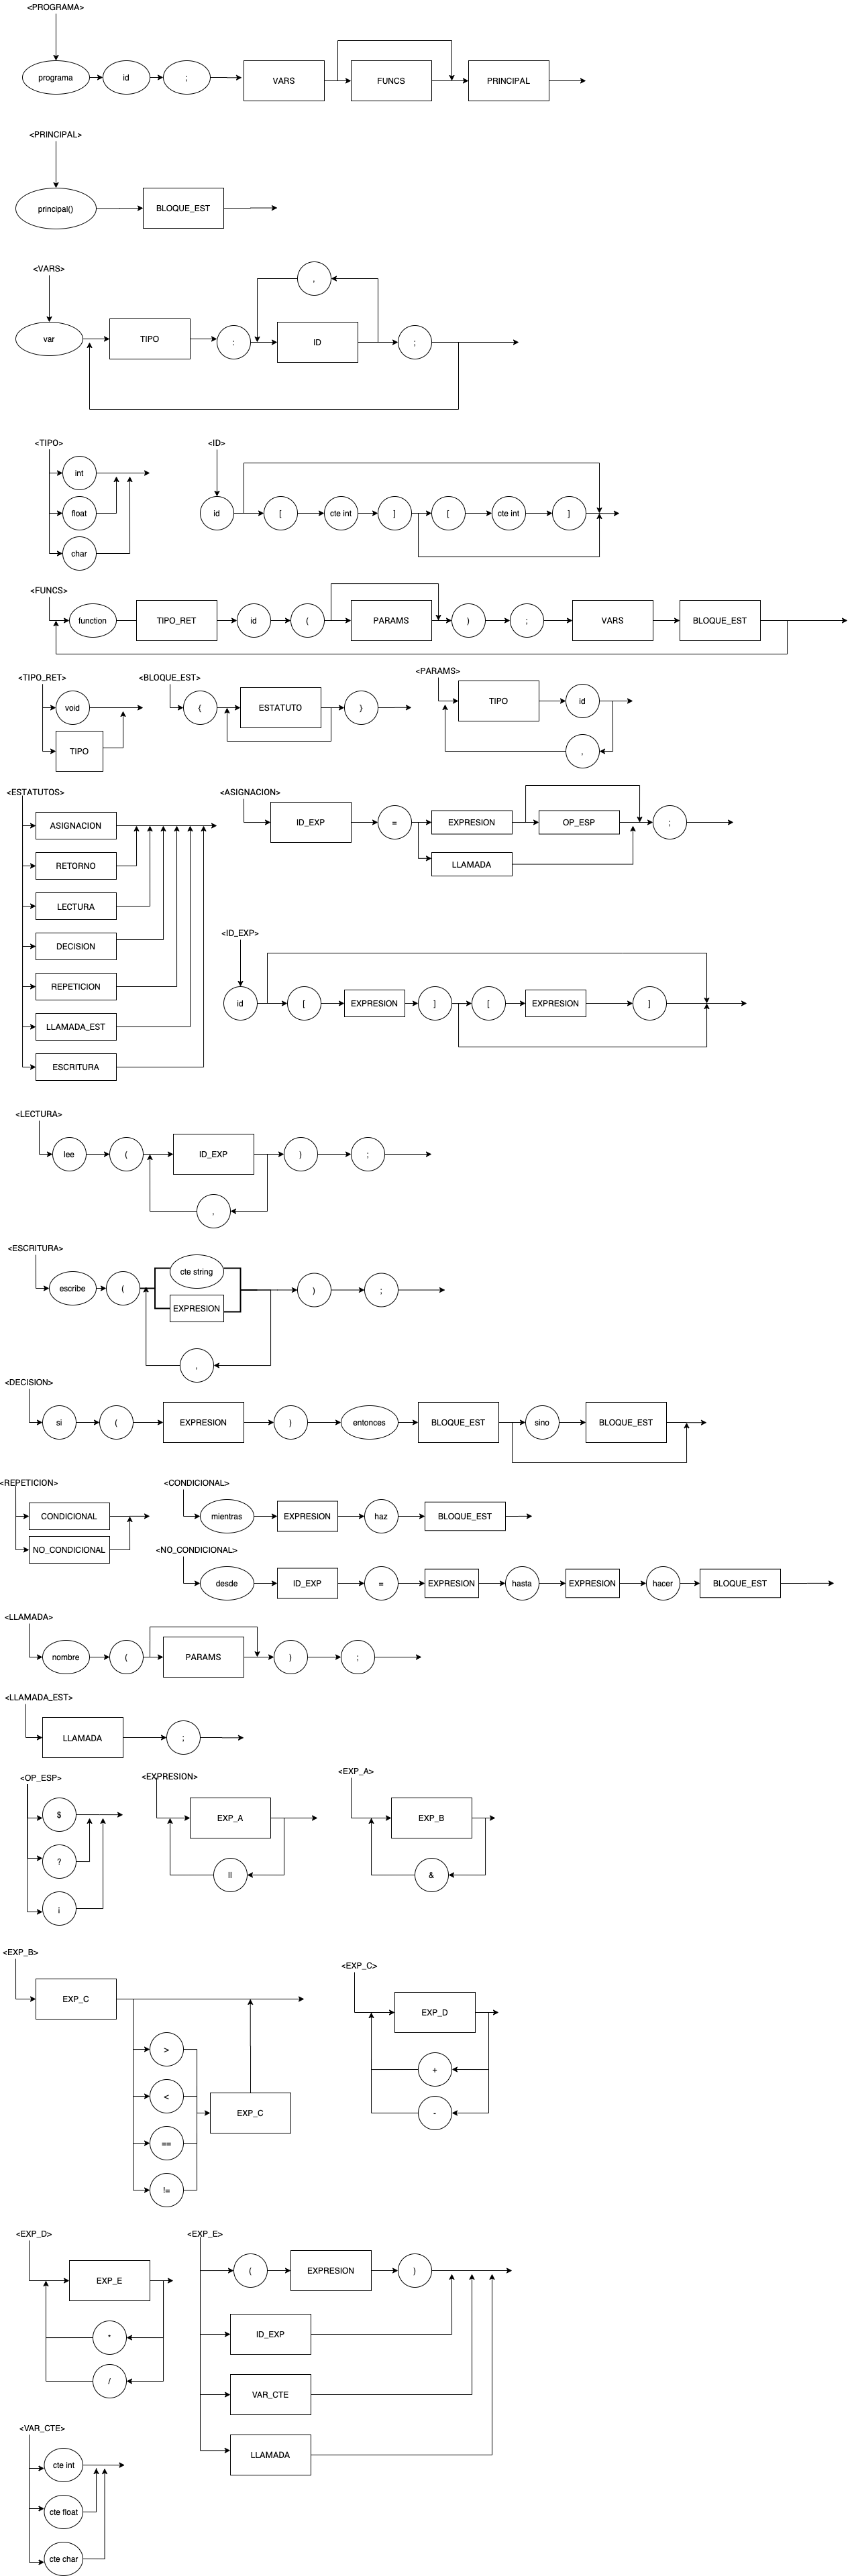 <PROGRAMA>
programa id ; VARS FUNCS PRINCIPAL
<PRINCIPAL>
principal() BLOQUE_EST
<VARS>
,
var TIPO : ID ;
<TIPO> <ID>
int
float id [ cte int ] [ cte int ]
char
<FUNCS>
function TIPO_RET id ( PARAMS ) ; VARS BLOQUE_EST
<TIPO_RET> <BLOQUE_EST> <PARAMS>
void { ESTATUTO } TIPO id
TIPO ,
<ESTATUTOS> <ASIGNACION>
ASIGNACION ID_EXP = EXPRESION OP_ESP ;
RETORNO LLAMADA
LECTURA
<ID_EXP>
DECISION
REPETICION id [ EXPRESION ] [ EXPRESION ]
LLAMADA_EST
ESCRITURA
<LECTURA>
lee ( ID_EXP ) ;
,
<ESCRITURA>
cte string
escribe ( ) ;
EXPRESION
,
<DECISION>
si ( EXPRESION ) entonces BLOQUE_EST sino BLOQUE_EST
<REPETICION> <CONDICIONAL>
CONDICIONAL mientras EXPRESION haz BLOQUE_EST
NO_CONDICIONAL <NO_CONDICIONAL>
desde ID_EXP = EXPRESION hasta EXPRESION hacer BLOQUE_EST
<LLAMADA>
nombre ( PARAMS ) ;
<LLAMADA_EST>
LLAMADA ;
<OP_ESP> <EXPRESION> <EXP_A>
$ EXP_A EXP_B
? || &
¡
<EXP_B> <EXP_C>
EXP_C EXP_D
> +
< EXP_C -
==
!=
<EXP_D> <EXP_E>
EXP_E ( EXPRESION )
* ID_EXP
/ VAR_CTE
<VAR_CTE>
LLAMADA
cte int
cte float
cte char